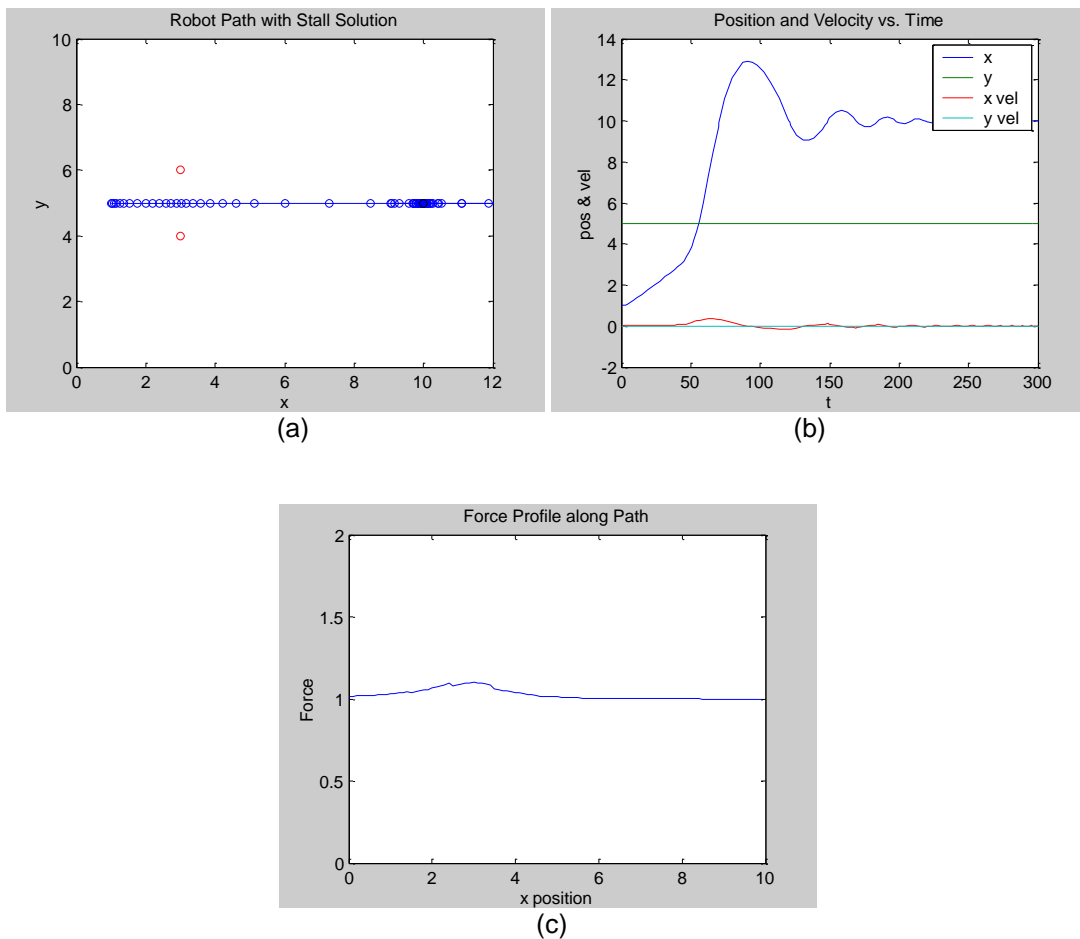 Robot Path with Stall Solution
10
8
6
4
2
0
y
0 2 4 6 8 10 12
x
(a)
Position and Velocity vs. Time
14
12
10
8
6
4
2
0
-2
pos & vel
x
y
x vel
y vel
0 50 100 150 200 250 300
t
(b)
Force Profile along Path
2
1.5
1
0.5
0
Force
0 2 4 6 8 10
x position
(c)